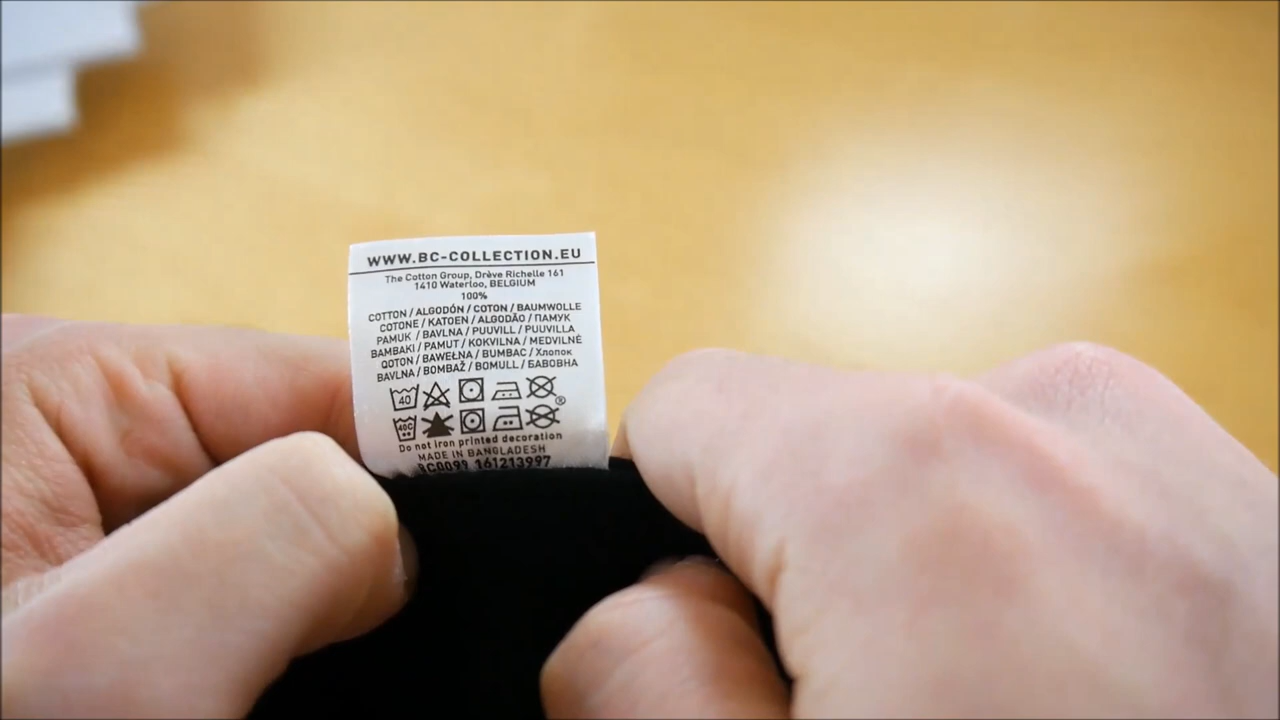 WWW.BC-COLLECTION.EU
The Cotton Group, Drève Richelle 161
1410 Waterloo, BELGIUM
100%
COTTON / ALGODÓN / COTON / BAUMWOLLE
COTONE / KATOEN / ALGODÃO / ПАМУК
PAMUK / BAVLNA / PUUVILL / PUUVILLA
BAMBAKI / PAMUT / KOKVILNA / MEDVILNĖ
QOTON / BAWEŁNA / BUMBAC / Хлопок
BAVLNA / BOMBAŽ / BOMULL / БАВОВНА
40
40C ®
Do not iron printed decoration
MADE IN BANGLADESH
BC0099 161213997